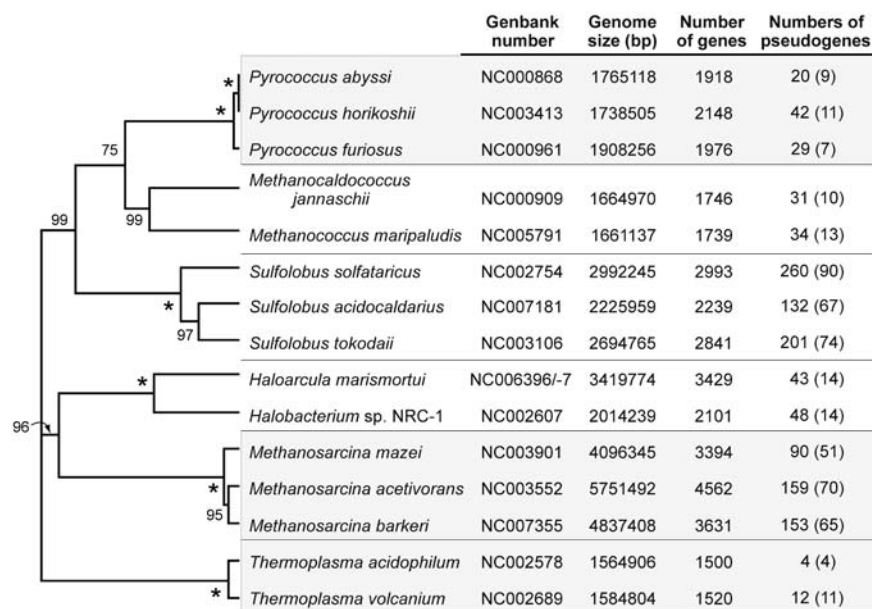 Genbank number Genome size (bp) Number of genes Numbers of pseudogenes
Pyrococcus abyssi NC000868 1765118 1918 20 (9)
*
*
Pyrococcus horikoshii NC003413 1738505 2148 42 (11)
Pyrococcus furiosus NC000961 1908256 1976 29 (7)
75
Methanocaldococcus
jannaschii NC000909 1664970 1746 31 (10)
99
99
Methanococcus maripaludis NC005791 1661137 1739 34 (13)
Sulfolobus solfataricus NC002754 2992245 2993 260 (90)
*
Sulfolobus acidocaldarius NC007181 2225959 2239 132 (67)
97
Sulfolobus tokodaii NC003106 2694765 2841 201 (74)
*
Haloarcula marismortui NC006396/-7 3419774 3429 43 (14)
Halobacterium sp. NRC-1 NC002607 2014239 2101 48 (14)
96
Methanosarcina mazei NC003901 4096345 3394 90 (51)
*
Methanosarcina acetivorans NC003552 5751492 4562 159 (70)
95
Methanosarcina barkeri NC007355 4837408 3631 153 (65)
Thermoplasma acidophilum NC002578 1564906 1500 4 (4)
*
Thermoplasma volcanium NC002689 1584804 1520 12 (11)